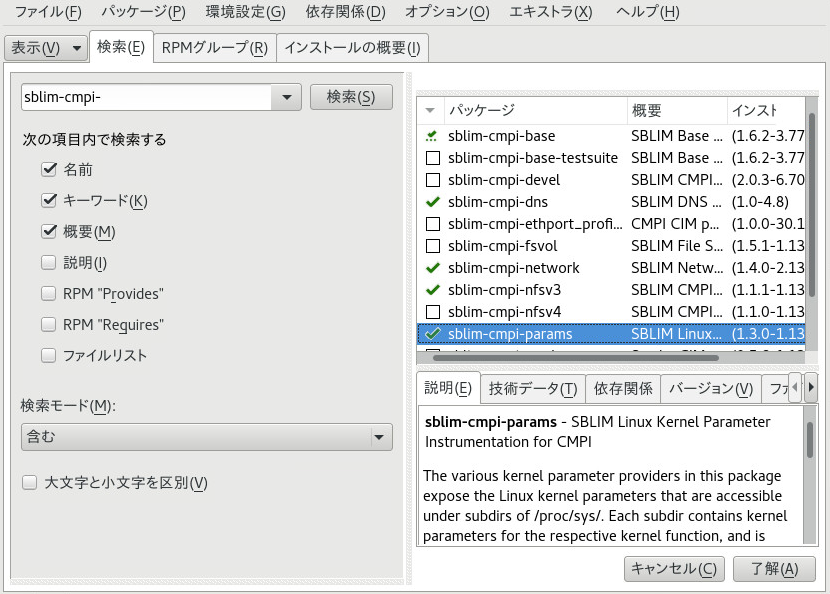 ファイル(F) パッケージ(P) 環境設定(G) 依存関係(D) オプション(O) エキストラ(X) ヘルプ(H)
表示(V) 検索(E) RPMグループ(R) インストールの概要(I)
sblim-cmpi- 検索(S)
次の項目内で検索する
名前
キーワード(K)
概要(M)
説明(I)
RPM "Provides"
RPM "Requires"
ファイルリスト
検索モード(M):
含む
大文字と小文字を区別(V)
パッケージ 概要 インスト
sblim-cmpi-base SBLIM Base ... (1.6.2-3.77
sblim-cmpi-base-testsuite SBLIM Base ... (1.6.2-3.77
sblim-cmpi-devel SBLIM CMPI... (2.0.3-6.70
sblim-cmpi-dns SBLIM DNS ... (1.0-4.8)
sblim-cmpi-ethport_profi... CMPI CIM p... (1.0.0-30.1
sblim-cmpi-fsvol SBLIM File S... (1.5.1-1.13
sblim-cmpi-network SBLIM Netw... (1.4.0-2.13
sblim-cmpi-nfsv3 SBLIM CMPI... (1.1.1-1.13
sblim-cmpi-nfsv4 SBLIM CMPI... (1.1.0-1.13
sblim-cmpi-params SBLIM Linux... (1.3.0-1.13
説明(E) 技術データ(T) 依存関係 バージョン(V) ファ
sblim-cmpi-params - SBLIM Linux Kernel Parameter
Instrumentation for CMPI
The various kernel parameter providers in this package
expose the Linux kernel parameters that are accessible
under subdirs of /proc/sys/. Each subdir contains kernel
parameters for the respective kernel function, and is
キャンセル(C) 了解(A)